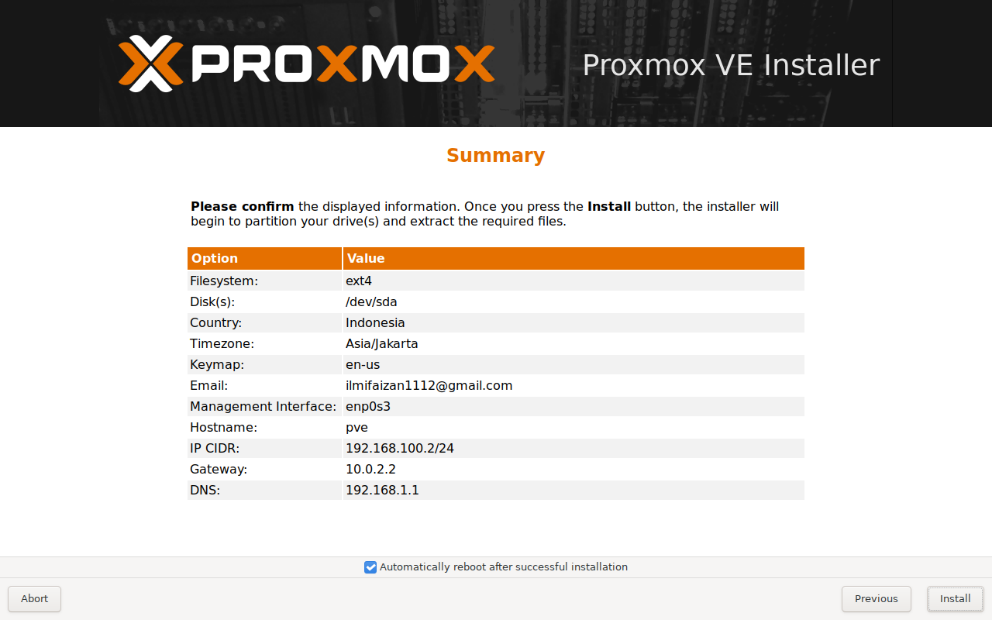 PROXMOX
Proxmox VE Installer
LL
Summary
Please confirm the displayed information. Once you press the Install button, the installer will
begin to partition your drive(s) and extract the required files.
Option Value
Filesystem: ext4
Disk(s): /dev/sda
Country: Indonesia
Timezone: Asia/Jakarta
Keymap: en-us
Email: ilmifaizan1112@gmail.com
Management Interface: enp0s3
Hostname: pve
IP CIDR: 192.168.100.2/24
Gateway: 10.0.2.2
DNS: 192.168.1.1
Automatically reboot after successful installation
Abort Previous Install